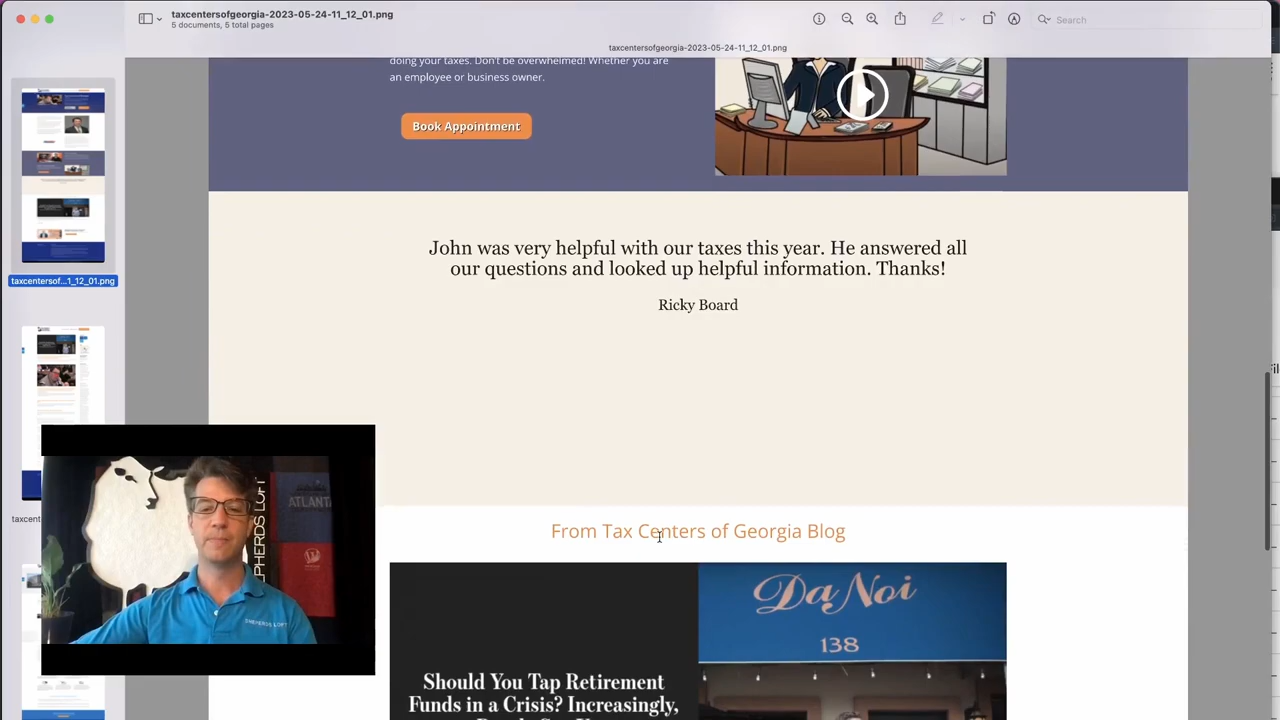 taxcentersofgeorgia-2023-05-24-11_12_01.png
5 documents, 5 total pages
Search
taxcentersofgeorgia-2023-05-24-11_12_01.png
doing your taxes. Don't be overwhelmed! Whether you are
an employee or business owner.
Book Appointment
John was very helpful with our taxes this year. He answered all
our questions and looked up helpful information. Thanks!
Ricky Board
taxcentersof...1_12_01.png
taxcent
From Tax Centers of Georgia Blog
ATLANTA
SHEPHERDS LOFT
Da Noi
138
Should You Tap Retirement
Funds in a Crisis? Increasingly,